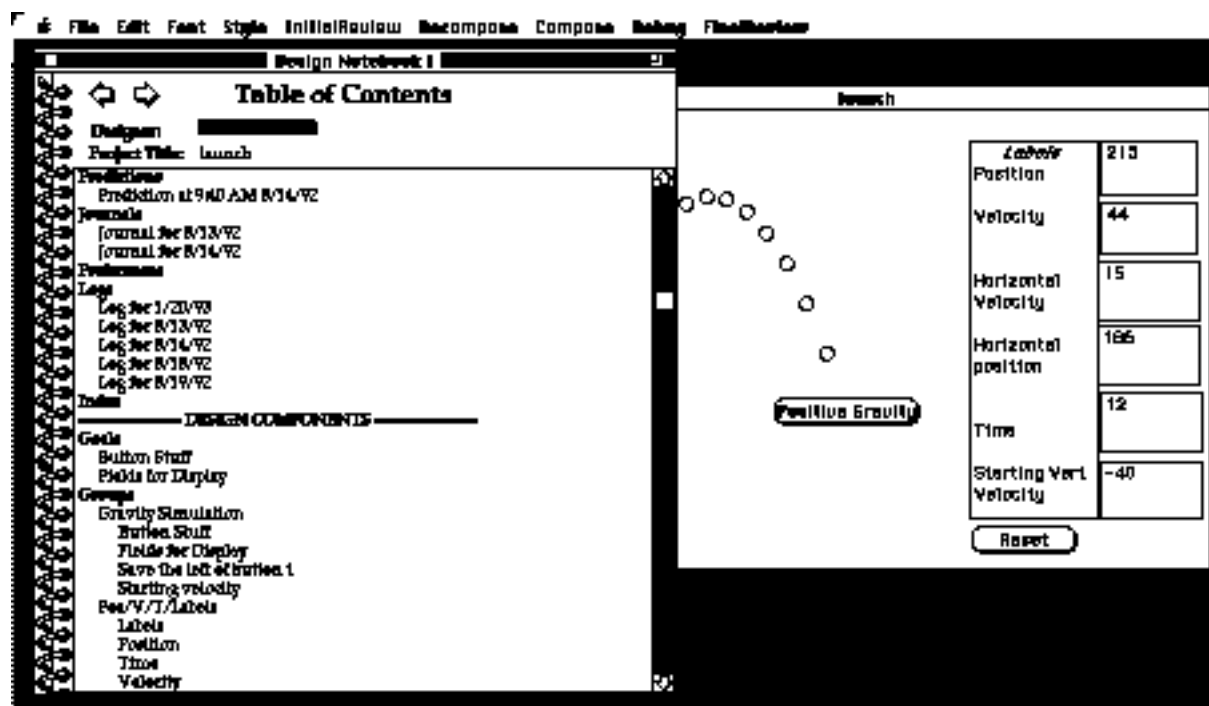 File Edit Font Style InitialReview Decompose Compose Debug FinalReview
Design Notebook I
Table of Contents
Designer:
Project Title: launch
Predictions
Prediction at 9:40 AM 8/14/92
Journals
Journal for 8/13/92
Journal for 8/14/92
Logs
Log for 1/20/93
Log for 8/13/92
Log for 8/14/92
Log for 8/18/92
Log for 8/19/92
Index
DESIGN COMPONENTS
Goals
Button Stuff
Fields for Display
Groups
Gravity Simulation
Button Stuff
Fields for Display
Save the left of button 1
Starting velocity
Pos/V/T/Labels
Labels
Position
Time
Velocity
launch
Labels
Position 213
Velocity 44
Horizontal Velocity 15
Horizontal position 186
Time 12
Starting Vert. Velocity -40
Positive Gravity
Reset